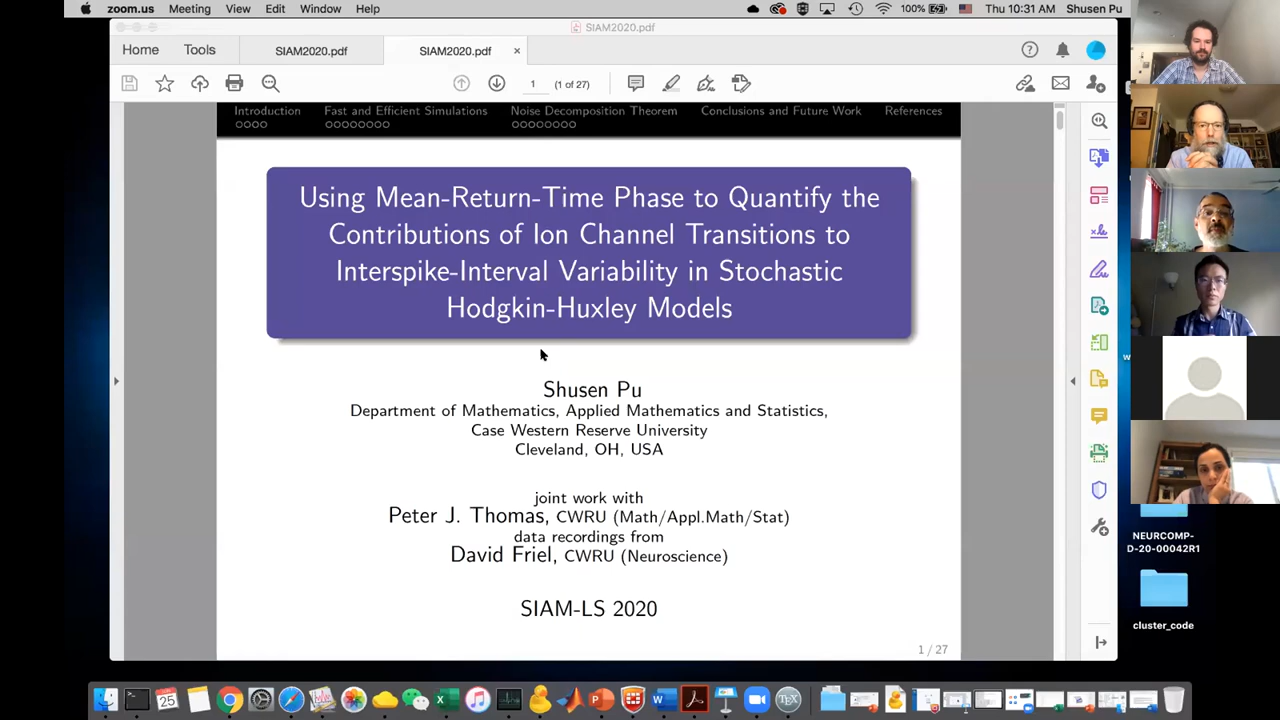 zoom.us Meeting View Edit Window Help 100% Thu 10:31 AM Shusen Pu
SIAM2020.pdf
Home Tools SIAM2020.pdf SIAM2020.pdf ×
1 (1 of 27)
Introduction Fast and Efficient Simulations Noise Decomposition Theorem Conclusions and Future Work References
Using Mean-Return-Time Phase to Quantify the
Contributions of Ion Channel Transitions to
Interspike-Interval Variability in Stochastic
Hodgkin-Huxley Models
Shusen Pu
Department of Mathematics, Applied Mathematics and Statistics,
Case Western Reserve University
Cleveland, OH, USA
joint work with
Peter J. Thomas, CWRU (Math/Appl.Math/Stat)
data recordings from
David Friel, CWRU (Neuroscience)
SIAM-LS 2020
1 / 27
NEURCOMP-
D-20-00042R1
cluster_code
25